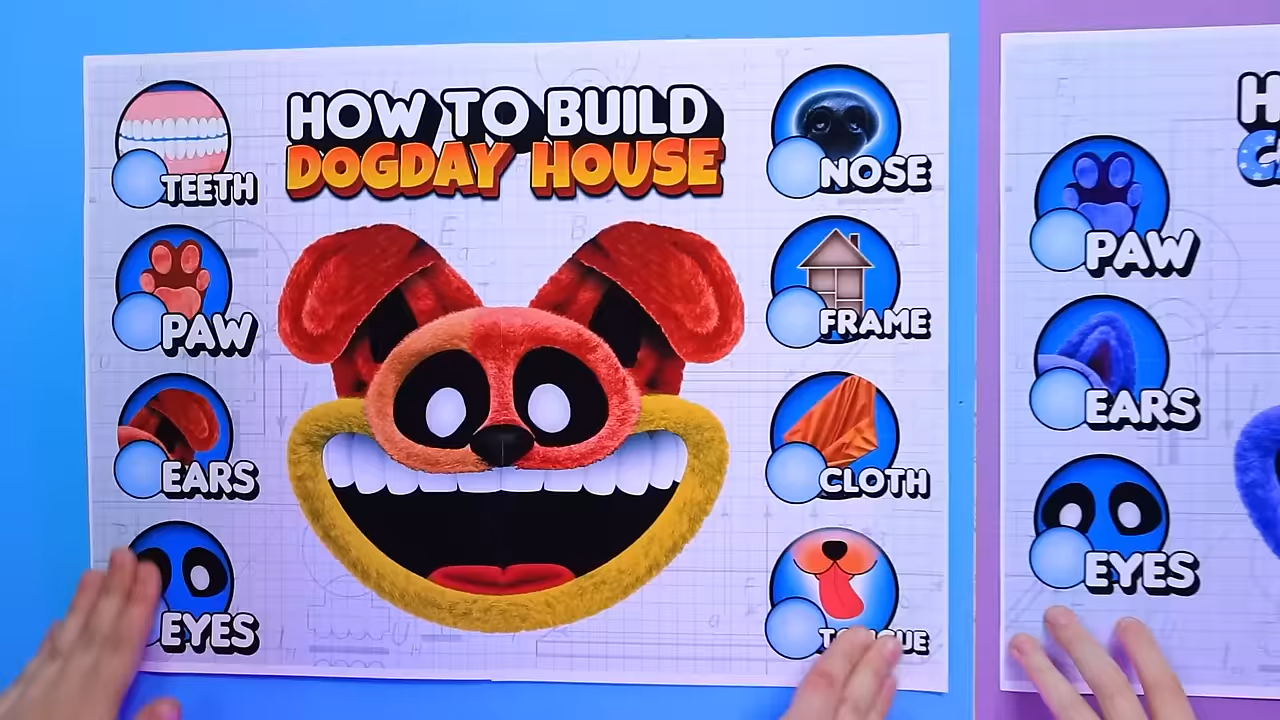 HOW TO BUILD
DOGDAY HOUSE
TEETH
PAW
EARS
EYES
NOSE
FRAME
CLOTH
PAW
EARS
EYES